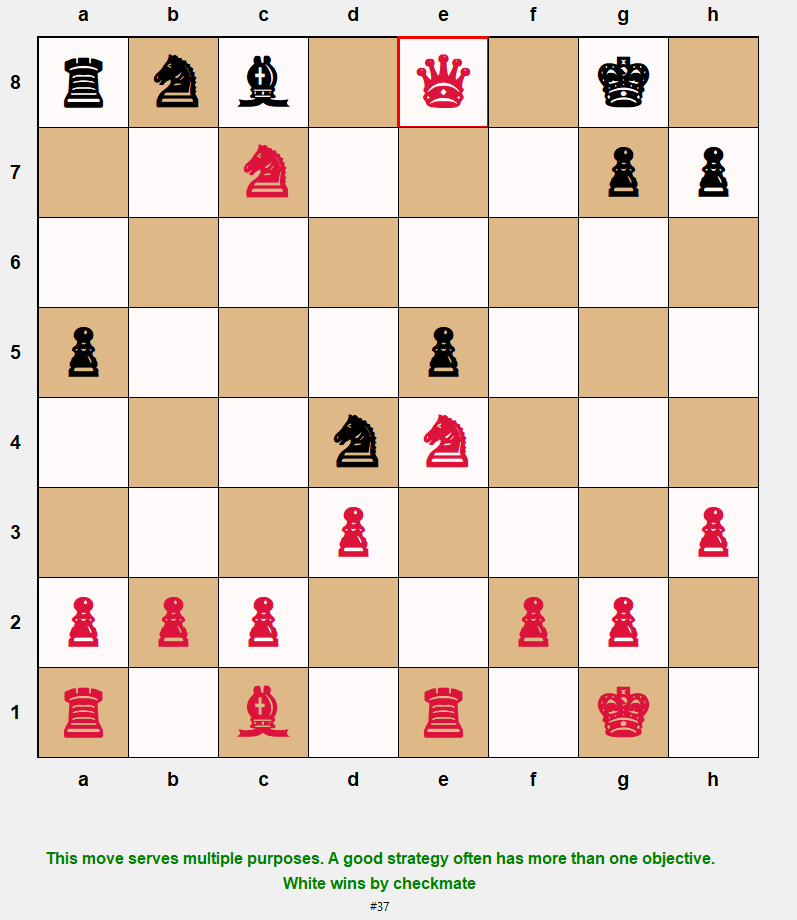 a b c d e f g h
8
7
6
5
4
3
2
1
a b c d e f g h
This move serves multiple purposes. A good strategy often has more than one objective.
White wins by checkmate
#37